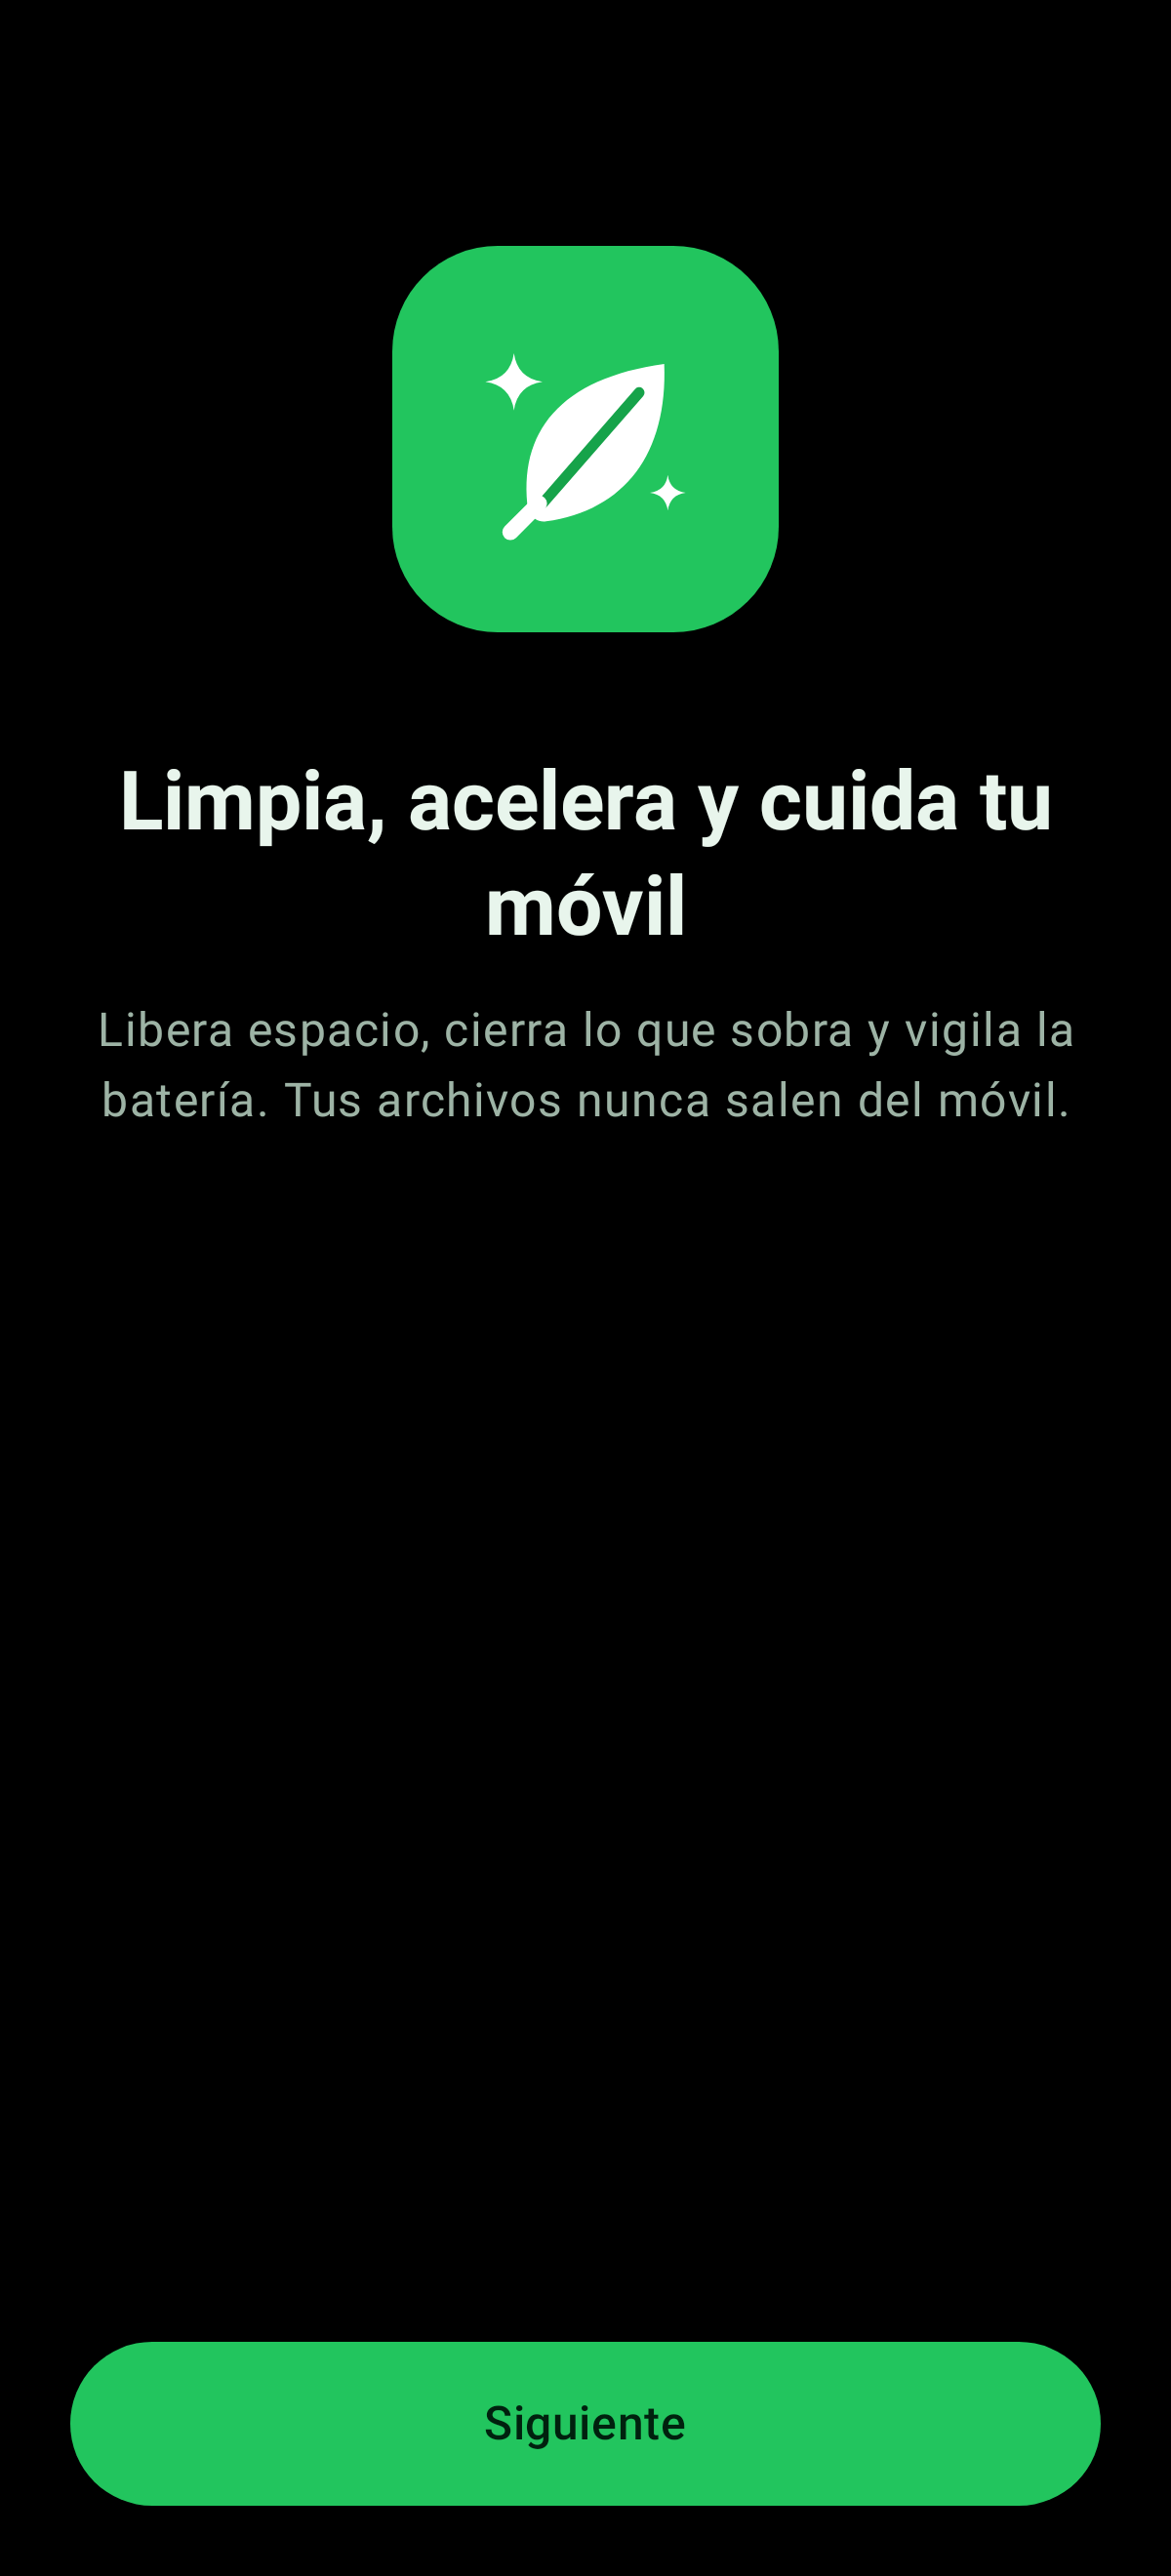 Limpia, acelera y cuida tu
móvil
Libera espacio, cierra lo que sobra y vigila la
batería. Tus archivos nunca salen del móvil.
Siguiente